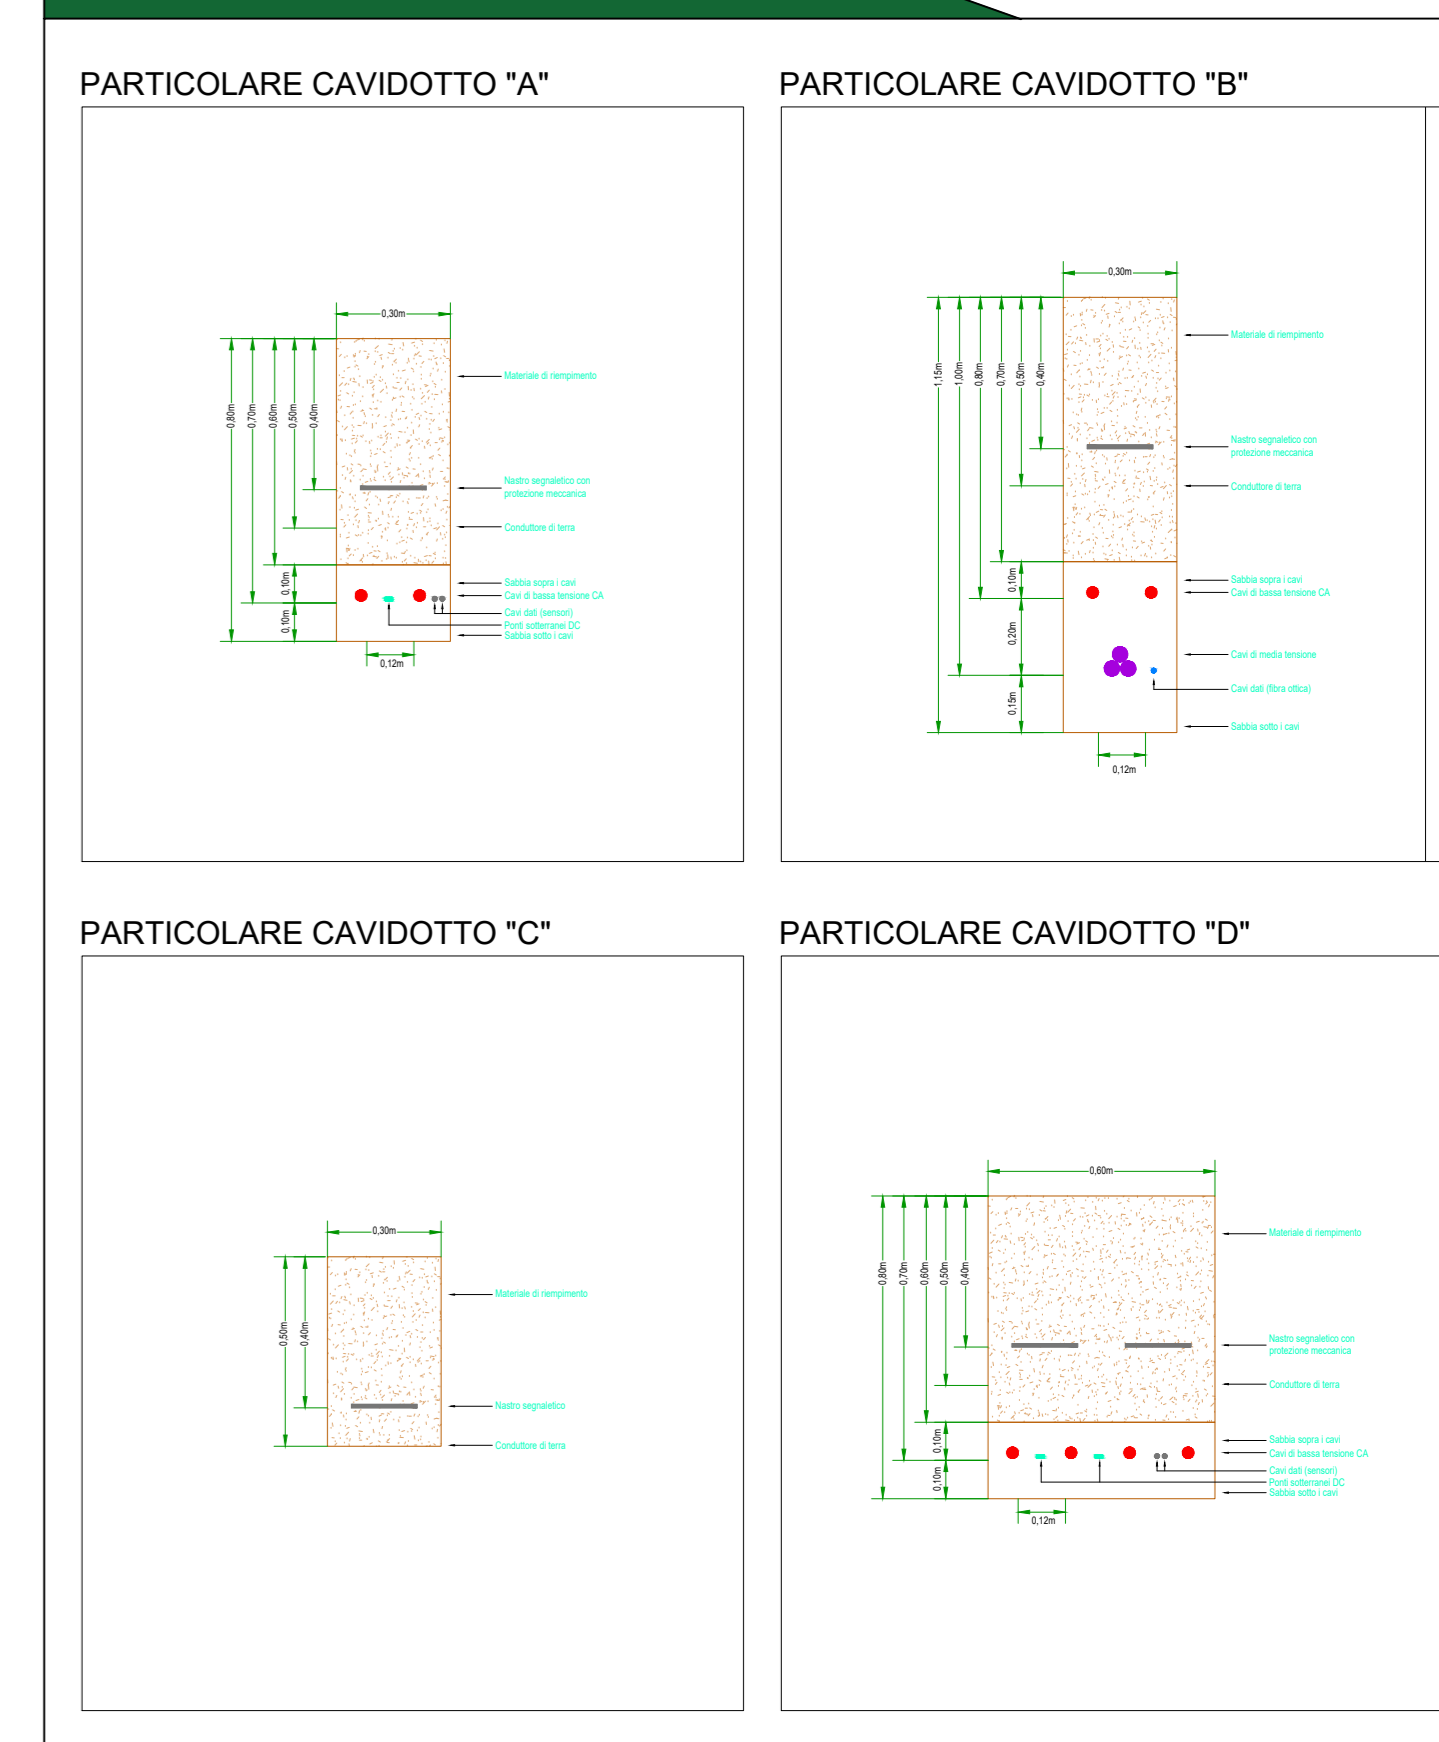 PARTICOLARE CAVIDOTTO "A"
0,30m
0,80m
0,70m
0,60m
0,50m
0,40m
0,10m
0,10m
0,12m
Materiale di riempimento
Nastro segnaletico con
protezione meccanica
Conduttore di terra
Sabbia sopra i cavi
Cavi di bassa tensione CA
Cavi dati (sensori)
Ponti sotterranei DC
Sabbia sotto i cavi
PARTICOLARE CAVIDOTTO "B"
0,30m
1,15m
1,00m
0,80m
0,70m
0,50m
0,40m
0,10m
0,20m
0,15m
0,12m
Materiale di riempimento
Nastro segnaletico con
protezione meccanica
Conduttore di terra
Sabbia sopra i cavi
Cavi di bassa tensione CA
Cavi di media tensione
Cavi dati (fibra ottica)
Sabbia sotto i cavi
PARTICOLARE CAVIDOTTO "C"
0,30m
0,50m
0,40m
Materiale di riempimento
Nastro segnaletico
Conduttore di terra
PARTICOLARE CAVIDOTTO "D"
0,60m
0,80m
0,70m
0,60m
0,50m
0,40m
0,10m
0,10m
0,12m
Materiale di riempimento
Nastro segnaletico con
protezione meccanica
Conduttore di terra
Sabbia sopra i cavi
Cavi di bassa tensione CA
Cavi dati (sensori)
Ponti sotterranei DC
Sabbia sotto i cavi